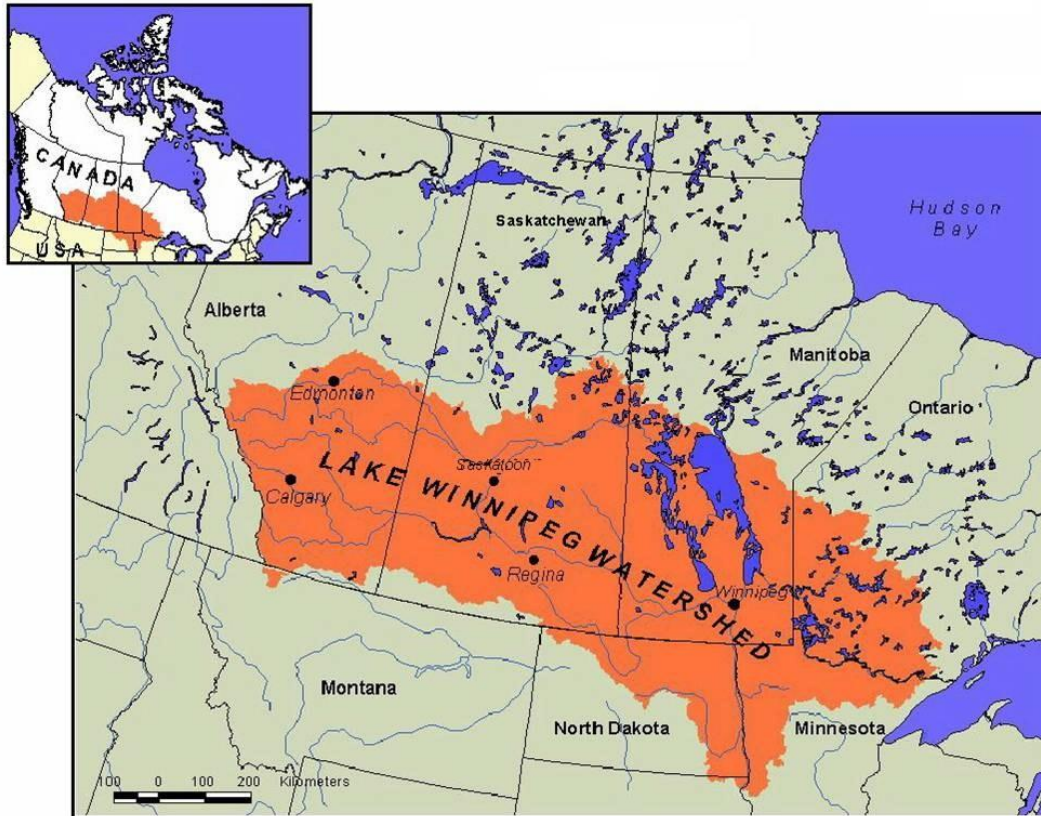 CANADA
USA
Hudson
Bay
Saskatchewan
Alberta
Manitoba
Ontario
Edmonton
Saskatoon
Calgary
LAKE WINNIPEG WATERSHED
Regina
Winnipeg
Montana
North Dakota
Minnesota
100 0 100 200 Kilometers